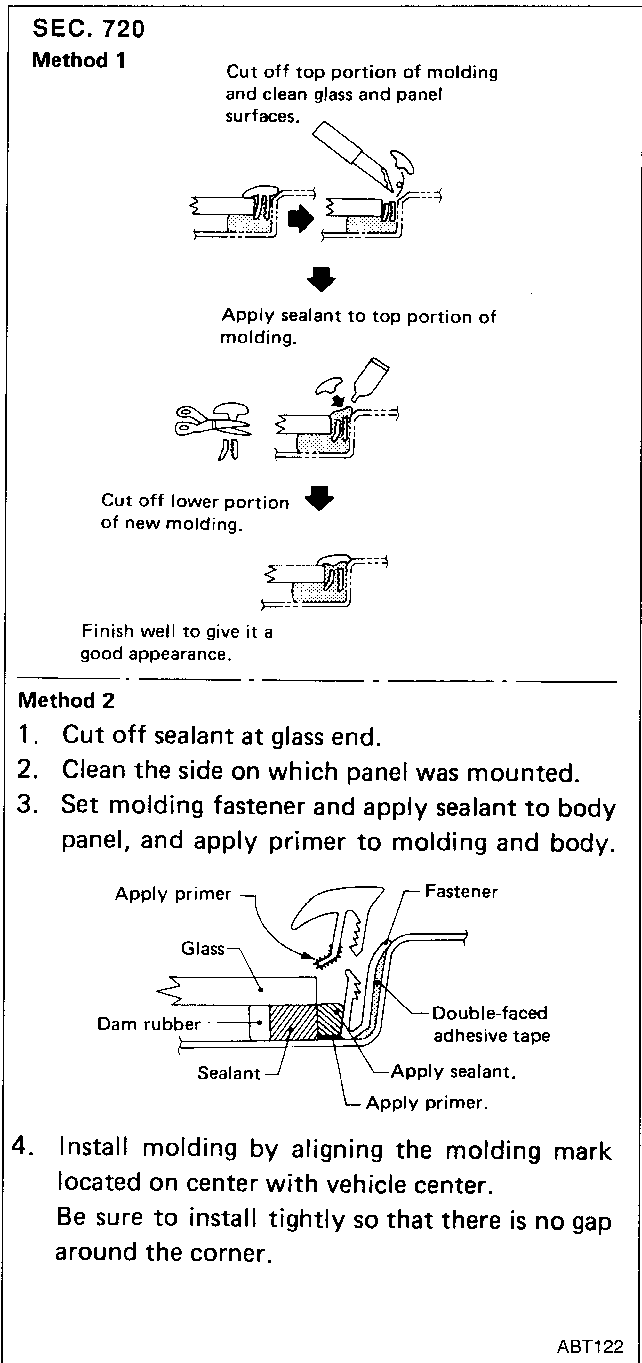 SEC. 720
Method 1
Cut off top portion of molding
and clean glass and panel
surfaces.
Apply sealant to top portion of
molding.
Cut off lower portion
of new molding.
Finish well to give it a
good appearance.
Method 2
1. Cut off sealant at glass end.
2. Clean the side on which panel was mounted.
3. Set molding fastener and apply sealant to body
panel, and apply primer to molding and body.
Apply primer
Fastener
Glass
Double-faced
adhesive tape
Dam rubber
Sealant
Apply sealant.
Apply primer.
4. Install molding by aligning the molding mark
located on center with vehicle center.
Be sure to install tightly so that there is no gap
around the corner.
ABT122